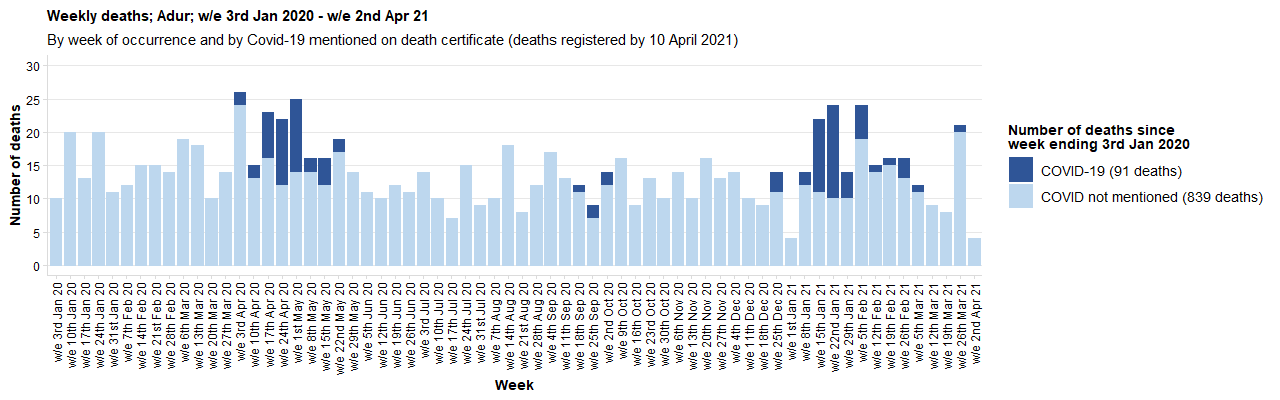 Weekly deaths; Adur; w/e 3rd Jan 2020 - w/e 2nd Apr 21
By week of occurrence and by Covid-19 mentioned on death certificate (deaths registered by 10 April 2021)
Number of deaths
30
25
20
15
10
5
0
w/e 3rd Jan 20
w/e 10th Jan 20
w/e 17th Jan 20
w/e 24th Jan 20
w/e 31st Jan 20
w/e 7th Feb 20
w/e 14th Feb 20
w/e 21st Feb 20
w/e 28th Feb 20
w/e 6th Mar 20
w/e 13th Mar 20
w/e 20th Mar 20
w/e 27th Mar 20
w/e 3rd Apr 20
w/e 10th Apr 20
w/e 17th Apr 20
w/e 24th Apr 20
w/e 1st May 20
w/e 8th May 20
w/e 15th May 20
w/e 22nd May 20
w/e 29th May 20
w/e 5th Jun 20
w/e 12th Jun 20
w/e 19th Jun 20
w/e 26th Jun 20
w/e 3rd Jul 20
w/e 10th Jul 20
w/e 17th Jul 20
w/e 24th Jul 20
w/e 31st Jul 20
w/e 7th Aug 20
w/e 14th Aug 20
w/e 21st Aug 20
w/e 28th Aug 20
w/e 4th Sep 20
w/e 11th Sep 20
w/e 18th Sep 20
w/e 25th Sep 20
w/e 2nd Oct 20
w/e 9th Oct 20
w/e 16th Oct 20
w/e 23rd Oct 20
w/e 30th Oct 20
w/e 6th Nov 20
w/e 13th Nov 20
w/e 20th Nov 20
w/e 27th Nov 20
w/e 4th Dec 20
w/e 11th Dec 20
w/e 18th Dec 20
w/e 25th Dec 20
w/e 1st Jan 21
w/e 8th Jan 21
w/e 15th Jan 21
w/e 22nd Jan 21
w/e 29th Jan 21
w/e 5th Feb 21
w/e 12th Feb 21
w/e 19th Feb 21
w/e 26th Feb 21
w/e 5th Mar 21
w/e 12th Mar 21
w/e 19th Mar 21
w/e 26th Mar 21
w/e 2nd Apr 21
Week
Number of deaths since
week ending 3rd Jan 2020
COVID-19 (91 deaths)
COVID not mentioned (839 deaths)